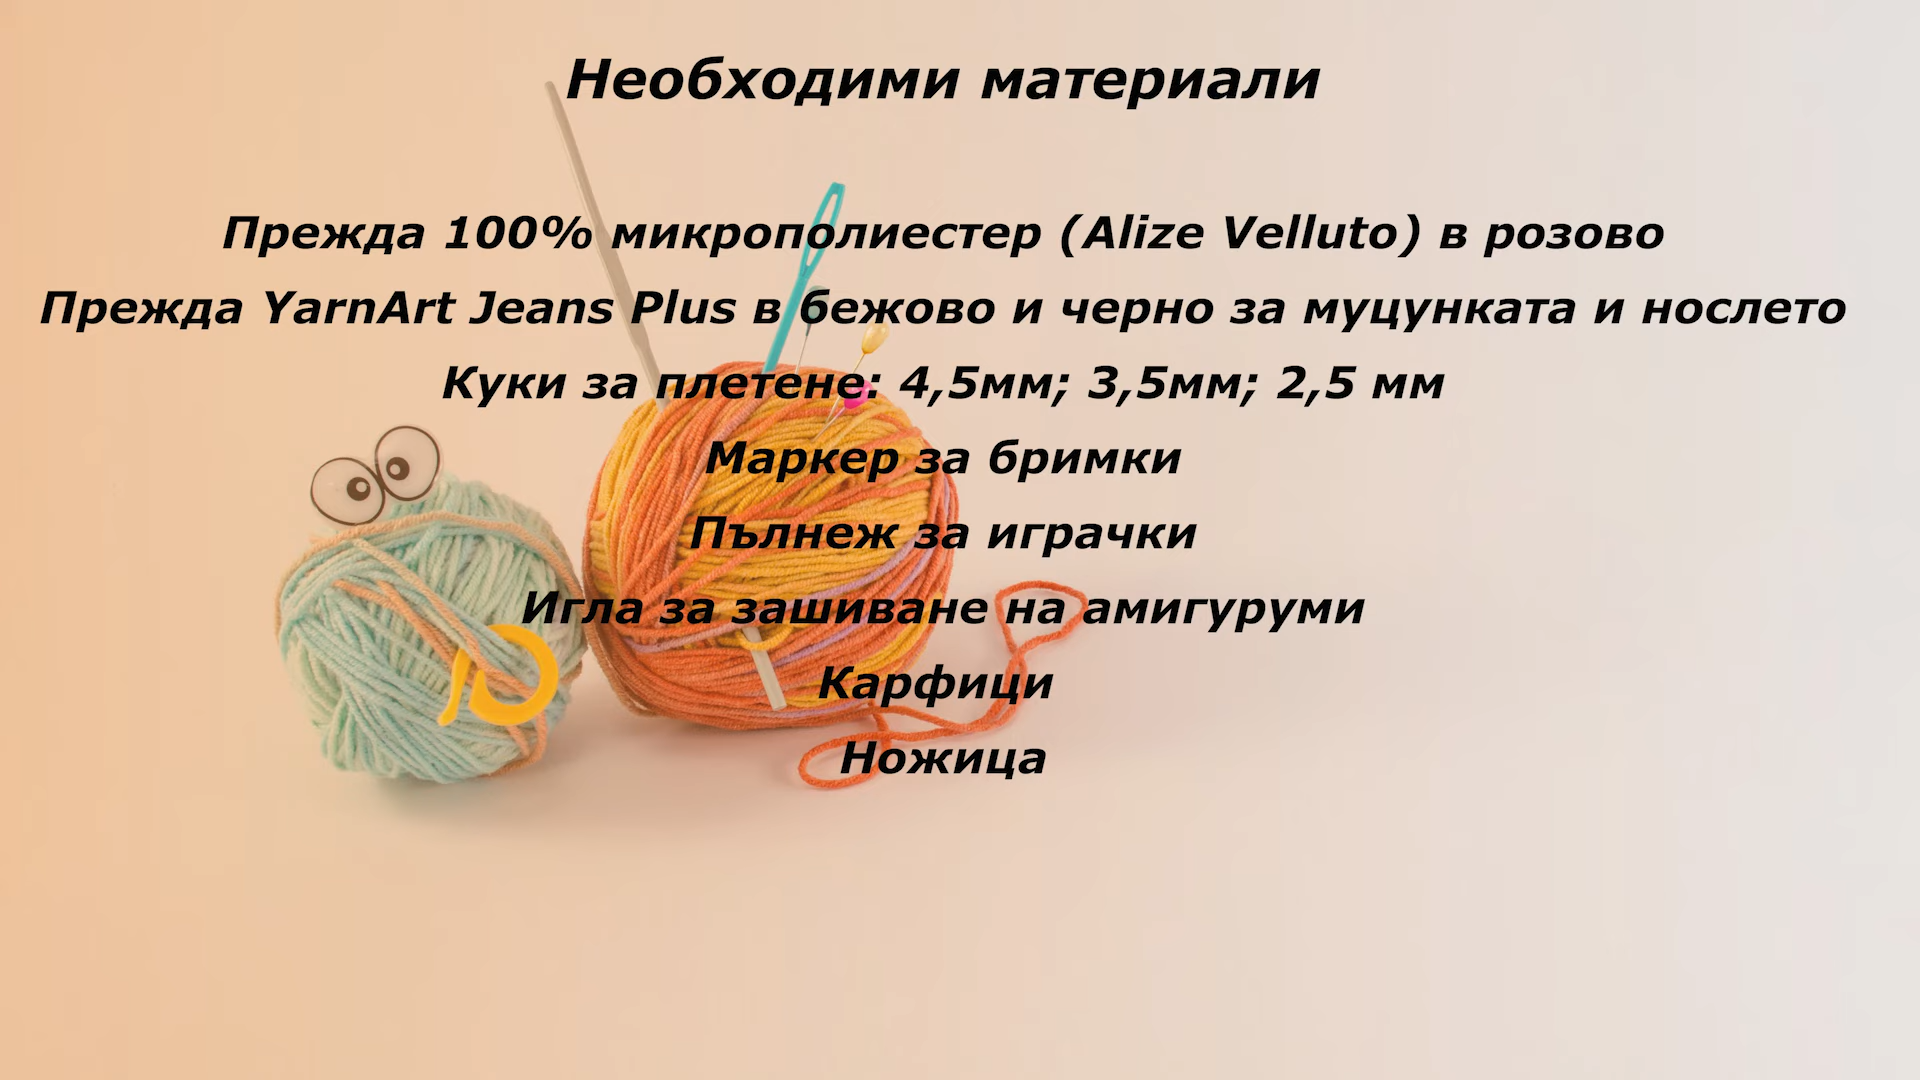 Необходими материали
Прежда 100% микрополиестер (Alize Velluto) в розово
Прежда YarnArt Jeans Plus в бежово и черно за муцунката и нослето
Куки за плетене: 4,5мм; 3,5мм; 2,5 мм
Маркер за бримки
Пълнеж за играчки
Игла за зашиване на амигуруми
Карфици
Ножица